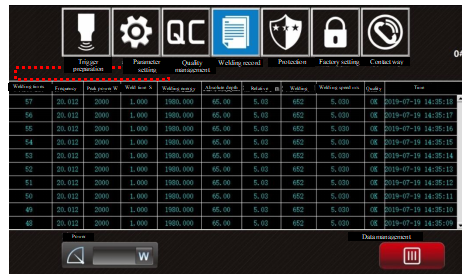 QC
0#
Trigger preparation
Parameter setting
Quality management
Welding record
Protection
Factory setting
Contact way
Frequency Peak power W Weld time S Welding energy Absolute depth Relative Welding Welding speed Quality Time
57 20.012 2000 1.000 1980.000 65.00 5.03 652 5.030 OK 2019-07-19 14:35:18
56 20.012 2000 1.000 1980.000 65.00 5.03 652 5.030 OK 2019-07-19 14:35:17
55 20.012 2000 1.000 1980.000 65.00 5.03 652 5.030 OK 2019-07-19 14:35:16
54 20.012 2000 1.000 1980.000 65.00 5.03 652 5.030 OK 2019-07-19 14:35:15
53 20.012 2000 1.000 1980.000 65.00 5.03 652 5.030 OK 2019-07-19 14:35:14
52 20.012 2000 1.000 1980.000 65.00 5.03 652 5.030 OK 2019-07-19 14:35:13
51 20.012 2000 1.000 1980.000 65.00 5.03 652 5.030 OK 2019-07-19 14:35:12
50 20.012 2000 1.000 1980.000 65.00 5.03 652 5.030 OK 2019-07-19 14:35:11
49 20.012 2000 1.000 1980.000 65.00 5.03 652 5.030 OK 2019-07-19 14:35:10
48 20.012 2000 1.000 1980.000 65.00 5.03 652 5.030 OK 2019-07-19 14:35:09
Power
Data management
W